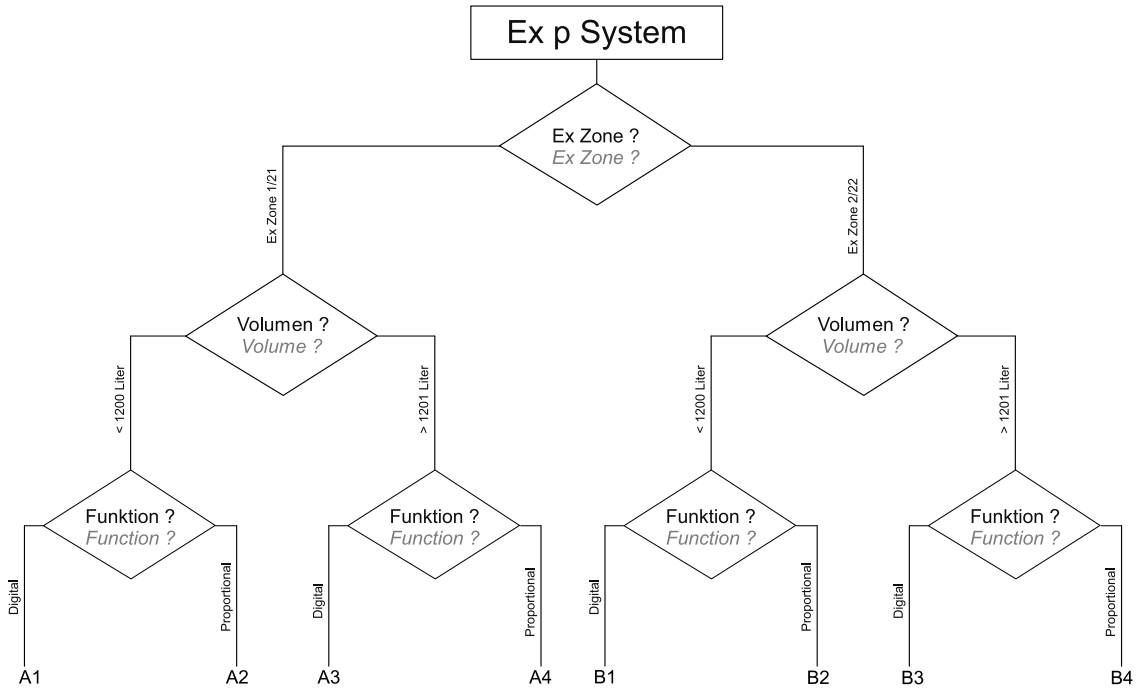 Ex p System
Ex Zone ?
Ex Zone ?
Ex Zone 1/21
Ex Zone 2/22
Volumen ?
Volume ?
Volumen ?
Volume ?
< 1200 Liter
> 1201 Liter
< 1200 Liter
> 1201 Liter
Funktion ?
Function ?
Funktion ?
Function ?
Funktion ?
Function ?
Funktion ?
Function ?
Digital
Proportional
Digital
Proportional
Digital
Proportional
Digital
Proportional
A1
A2
A3
A4
B1
B2
B3
B4